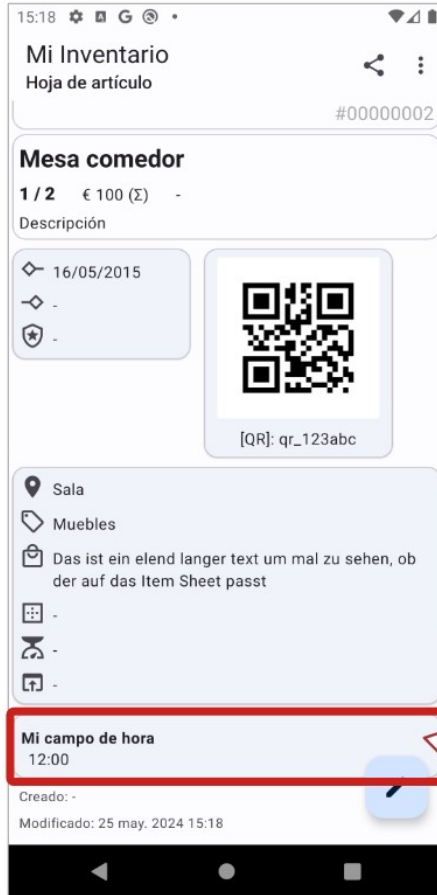 15:18
Mi Inventario
Hoja de artículo
#00000002
Mesa comedor
1 / 2 € 100 (Σ) -
Descripción
16/05/2015
-
-
[QR]: qr_123abc
Sala
Muebles
Das ist ein elend langer text um mal zu sehen, ob
der auf das Item Sheet passt
-
-
-
Mi campo de hora
12:00
Creado: -
Modificado: 25 may. 2024 15:18